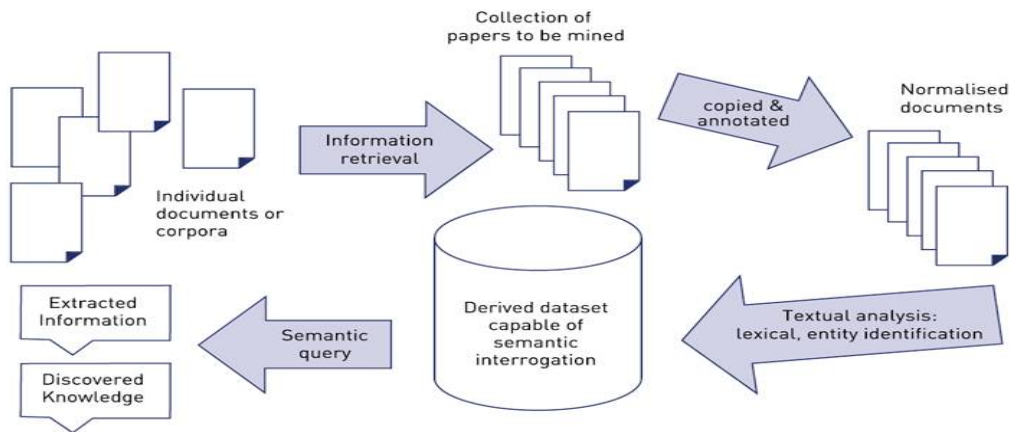 Collection of
papers to be mined
copied &
annotated
Normalised
documents
Information
retrieval
Individual
documents or
corpora
Textual analysis:
lexical, entity identification
Derived dataset
capable of
semantic
interrogation
Semantic
query
Extracted
Information
Discovered
Knowledge